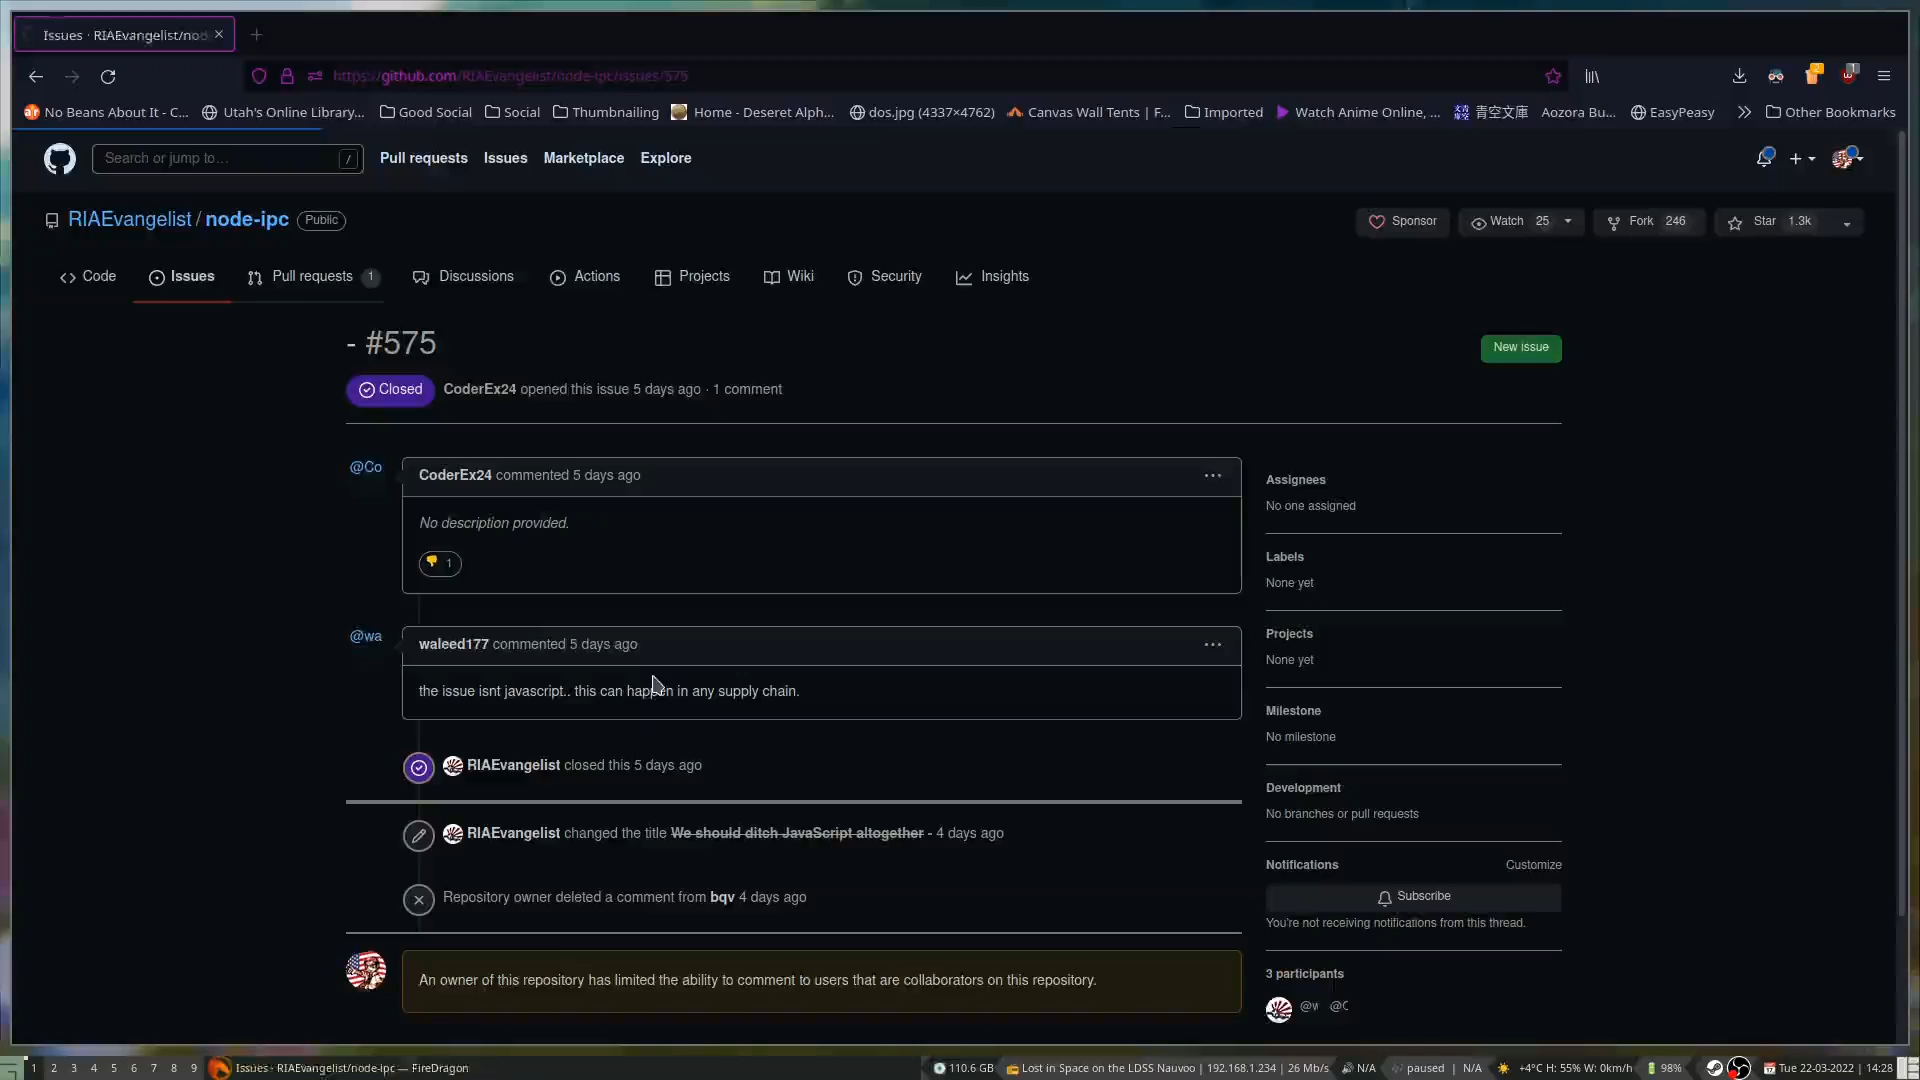 Issues · RIAEvangelist/nod
https://github.com/RIAEvangelist/node-ipc/issues/575
2
1
No Beans About It - C...
Utah's Online Library...
Good Social
Social
Thumbnailing
Home - Deseret Alph...
dos.jpg (4337×4762)
Canvas Wall Tents | F...
Imported
Watch Anime Online, ...
青空文庫 Aozora Bu...
EasyPeasy
Other Bookmarks
Search or jump to...
/
Pull requests
Issues
Marketplace
Explore
RIAEvangelist / node-ipc
Public
Sponsor
Watch 25
Fork 246
Star 1.3k
Code
Issues
Pull requests 1
Discussions
Actions
Projects
Wiki
Security
Insights
- #575
New issue
Closed
CoderEx24 opened this issue 5 days ago · 1 comment
@Co
CoderEx24 commented 5 days ago
No description provided.
👎 1
@wa
waleed177 commented 5 days ago
the issue isnt javascript.. this can happen in any supply chain.
RIAEvangelist closed this 5 days ago
RIAEvangelist changed the title We should ditch JavaScript altogether - 4 days ago
Repository owner deleted a comment from bqv 4 days ago
An owner of this repository has limited the ability to comment to users that are collaborators on this repository.
Assignees
No one assigned
Labels
None yet
Projects
None yet
Milestone
No milestone
Development
No branches or pull requests
Notifications
Customize
Subscribe
You're not receiving notifications from this thread.
3 participants
@w
@C
1 2 3 4 5 6 7 8 9
Issues · RIAEvangelist/node-ipc — FireDragon
110.6 GB
Lost in Space on the LDSS Nauvoo | 192.168.1.234 | 26 Mb/s
N/A
paused | N/A
+4°C H: 55% W: 0km/h
98%
Tue 22-03-2022 | 14:28